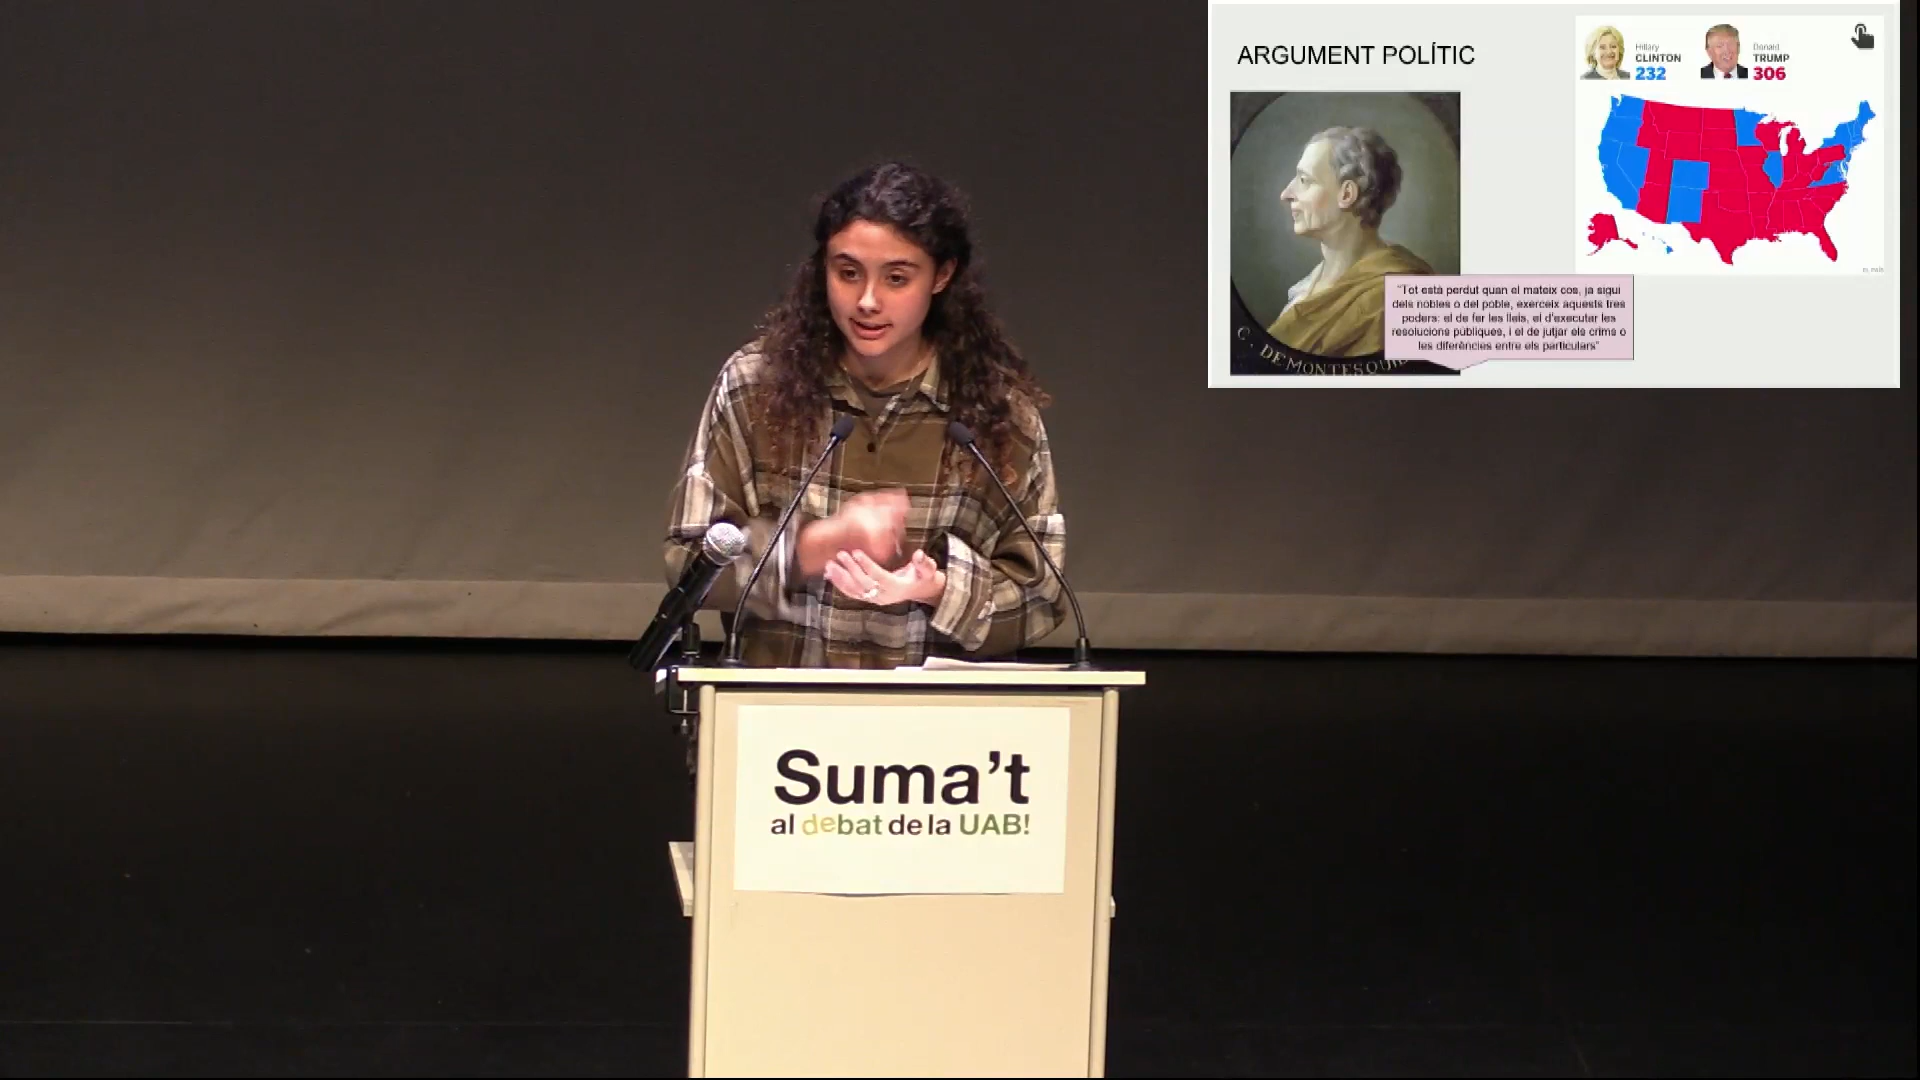 ARGUMENT POLÍTIC
Hillary
CLINTON
232
Donald
TRUMP
306
"Tot està perdut quan el mateix cos, ja sigui
dels nobles o del poble, exerceix aquests tres
poders: el de fer les lleis, el d'executar les
resolucions públiques, i el de jutjar els crims o
les diferències entre els particulars"
C. DE MONTESQUIE
Suma't
al debat de la UAB!